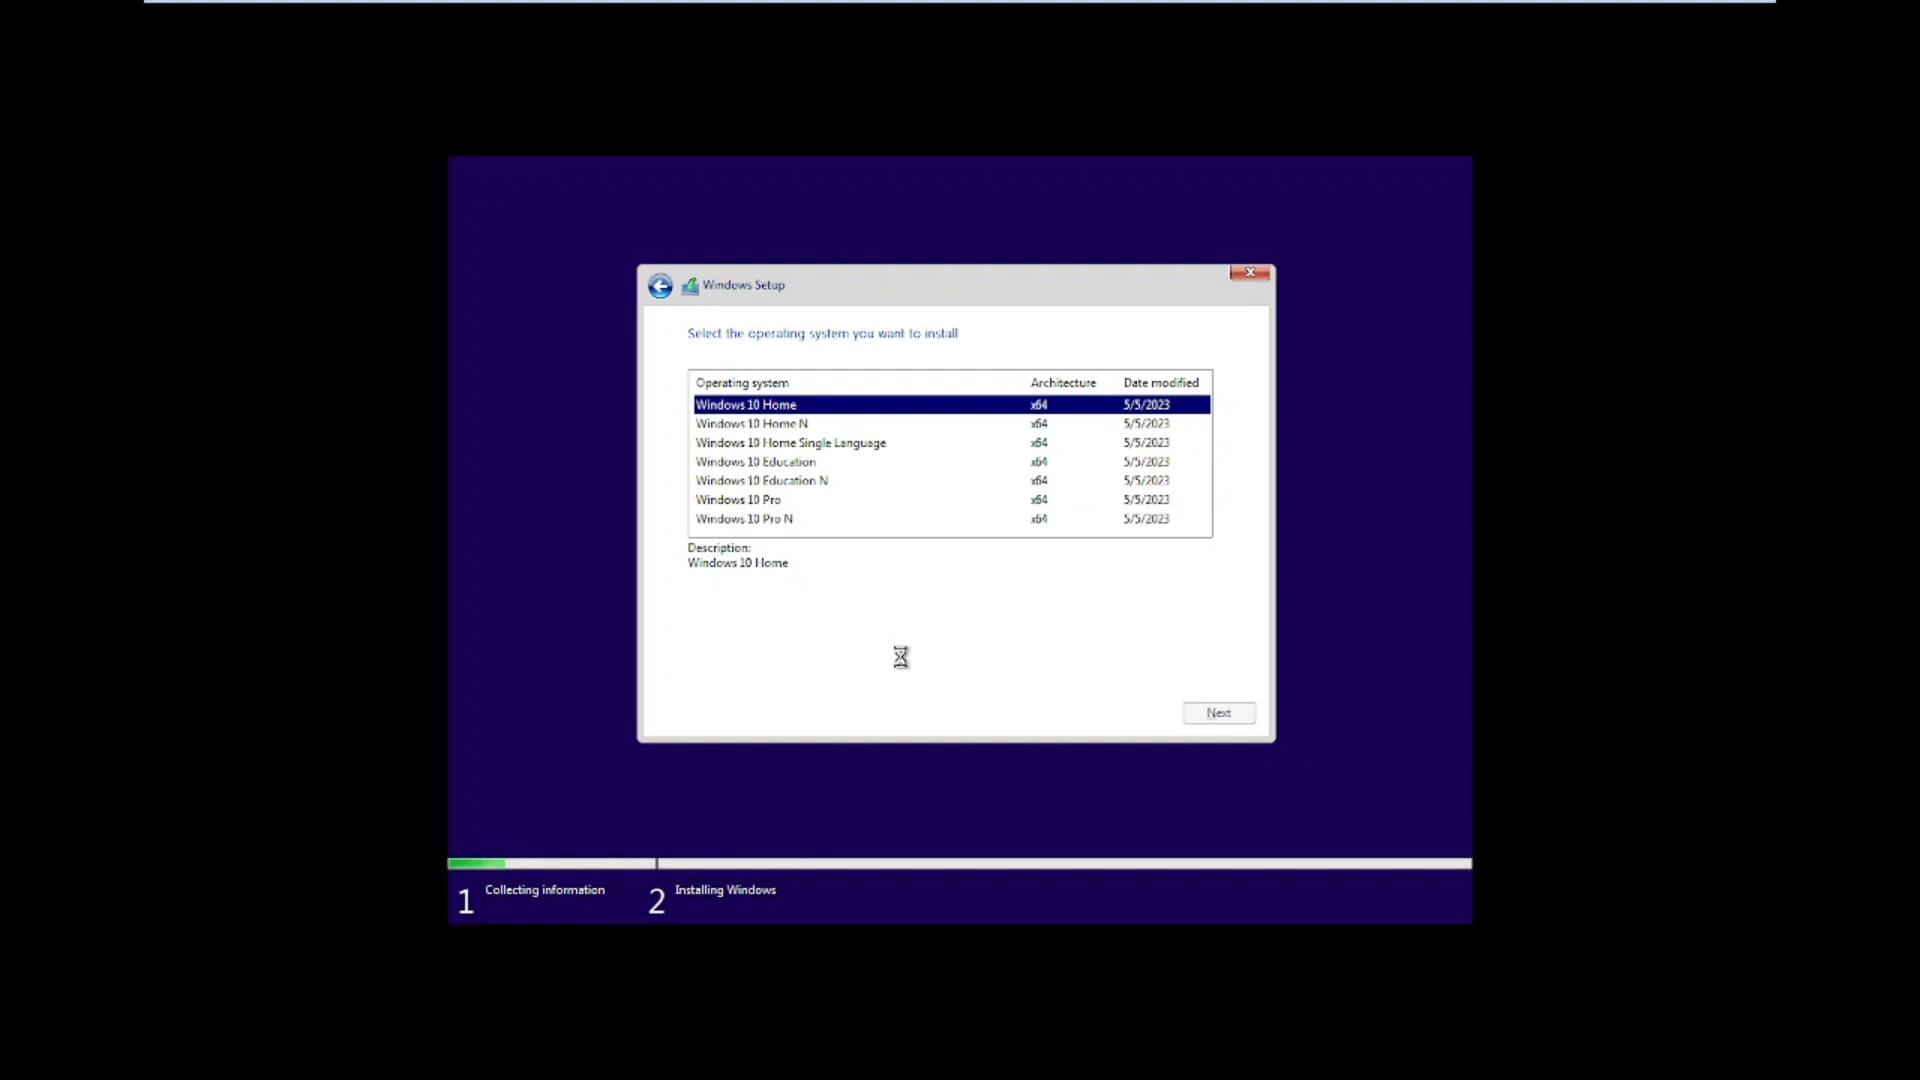 Windows Setup
Select the operating system you want to install
Operating system Architecture Date modified
Windows 10 Home x64 5/5/2023
Windows 10 Home N x64 5/5/2023
Windows 10 Home Single Language x64 5/5/2023
Windows 10 Education x64 5/5/2023
Windows 10 Education N x64 5/5/2023
Windows 10 Pro x64 5/5/2023
Windows 10 Pro N x64 5/5/2023
Description:
Windows 10 Home
Next
1 Collecting information 2 Installing Windows